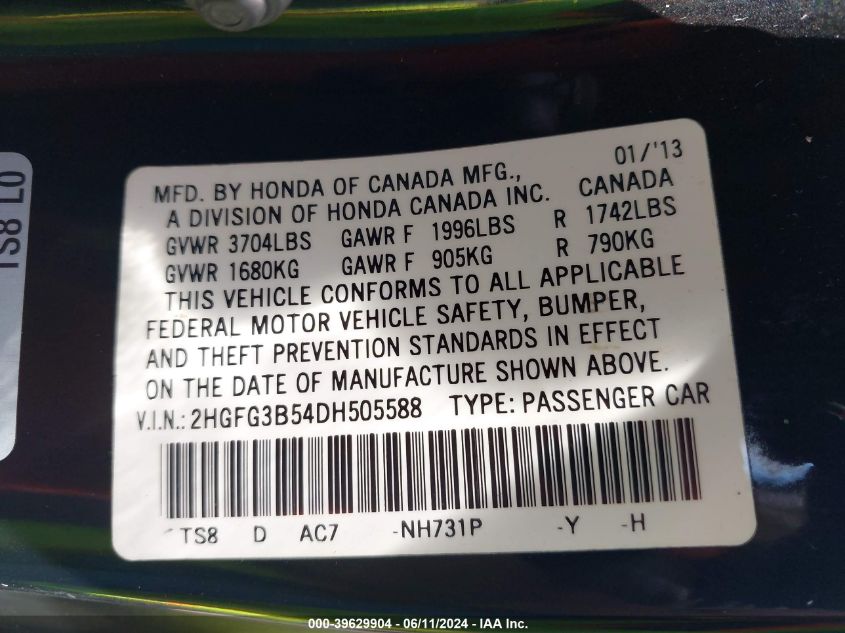 01/'13
MFD. BY HONDA OF CANADA MFG.,
A DIVISION OF HONDA CANADA INC. CANADA
GVWR 3704LBS GAWR F 1996LBS R 1742LBS
GVWR 1680KG GAWR F 905KG R 790KG
THIS VEHICLE CONFORMS TO ALL APPLICABLE
FEDERAL MOTOR VEHICLE SAFETY, BUMPER,
AND THEFT PREVENTION STANDARDS IN EFFECT
ON THE DATE OF MANUFACTURE SHOWN ABOVE.
V.I.N.: 2HGFG3B54DH505588 TYPE: PASSENGER CAR
TS8 D AC7 -NH731P -Y -H
TS8 LO
000-39629904 - 06/11/2024 - IAA Inc.